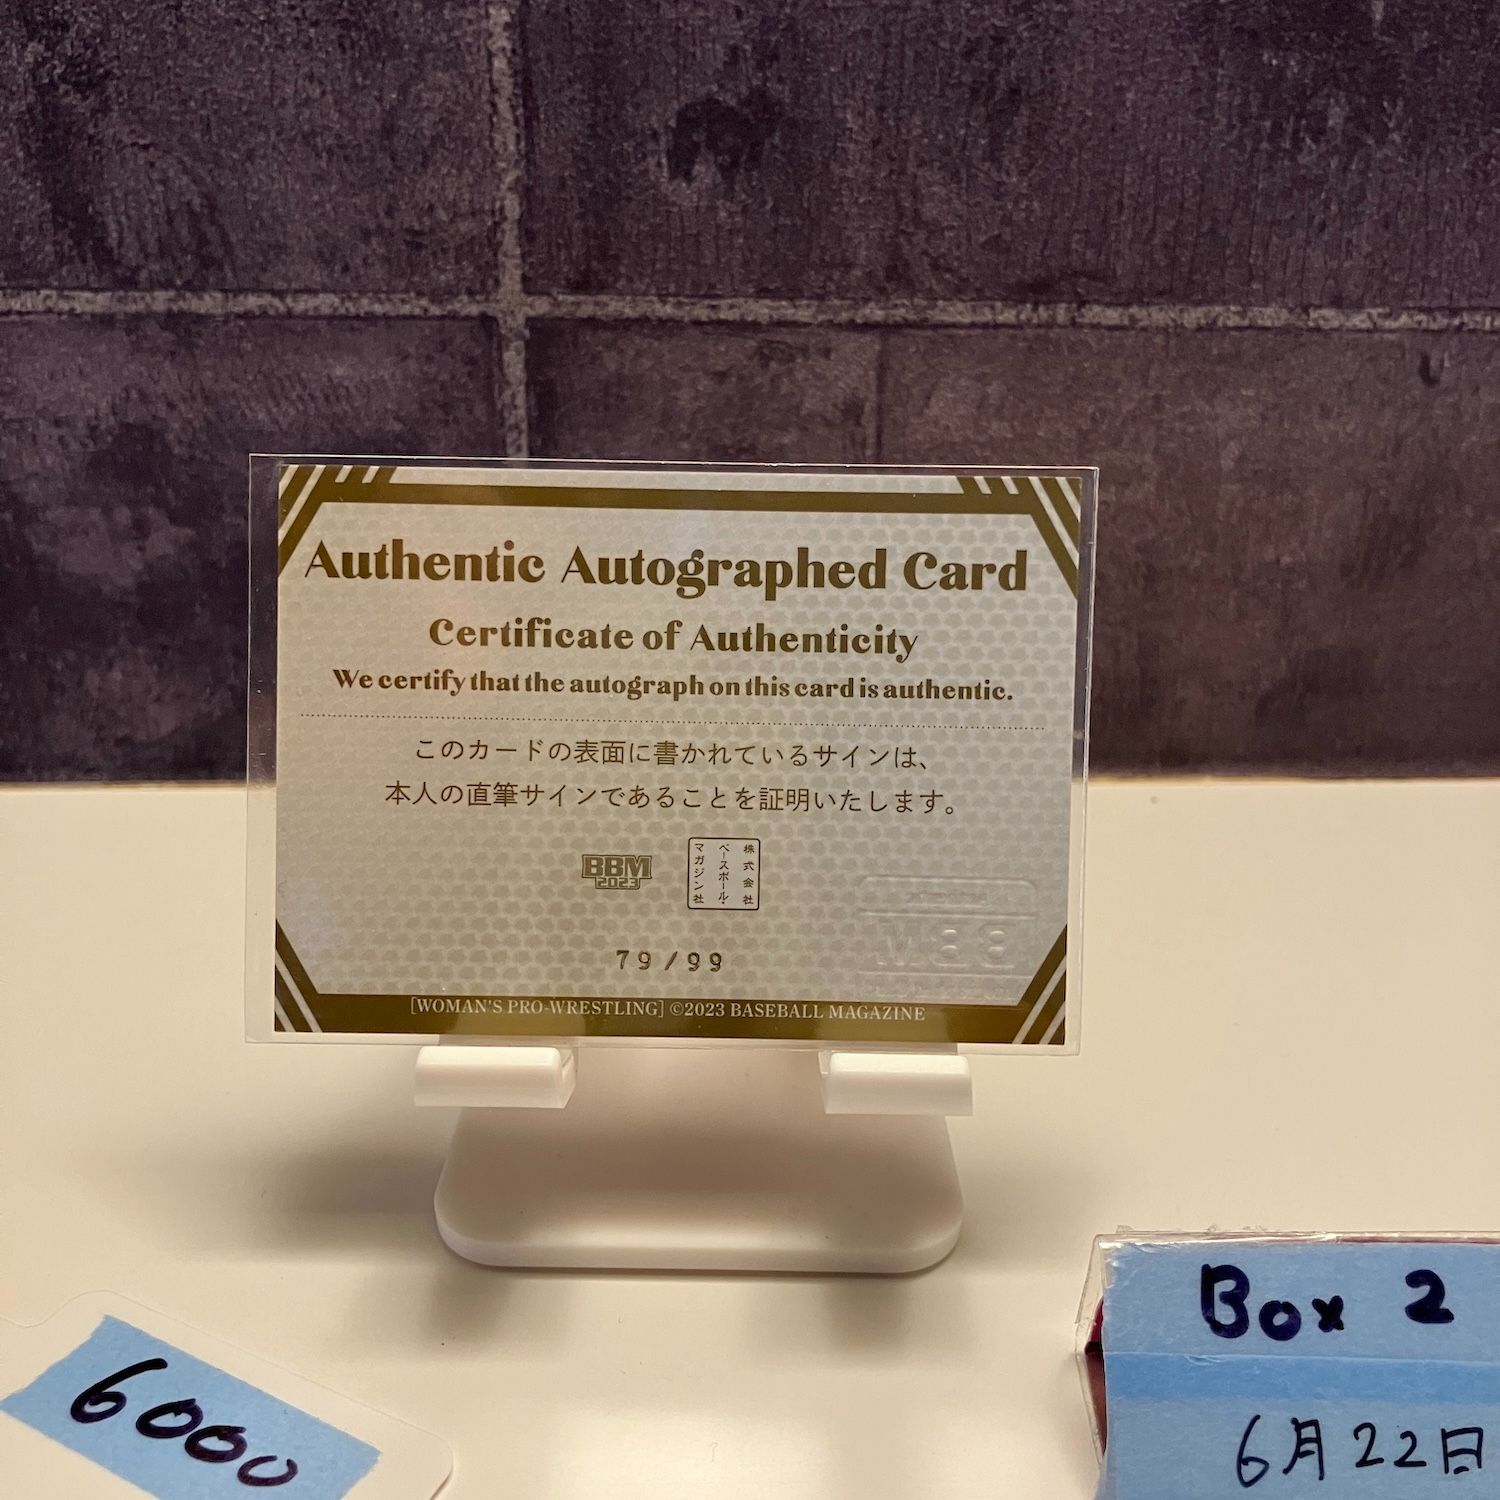 Authentic Autographed Card
Certificate of Authenticity
We certify that the autograph on this card is authentic.
このカードの表面に書かれているサインは、
本人の直筆サインであることを証明いたします。
BBM
2023
株式会社
ベースボール・
マガジン社
79/99
[WOMAN'S PRO-WRESTLING] ©2023 BASEBALL MAGAZINE
6000
Box 2
6月22日